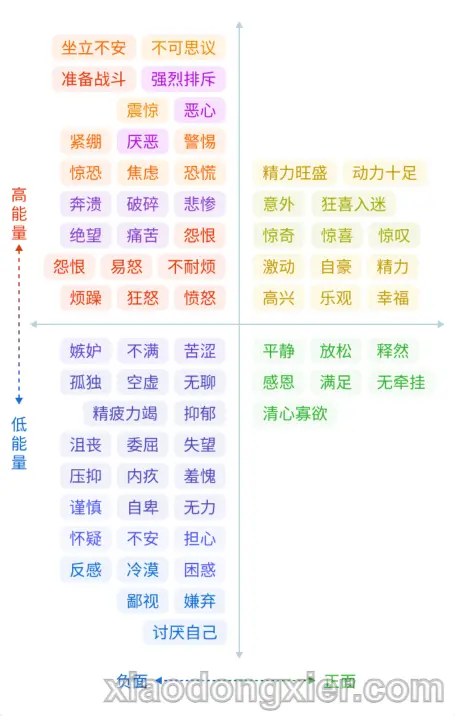 坐立不安 不可思议
准备战斗 强烈排斥
震惊 恶心
紧绷 厌恶 警惕
惊恐 焦虑 恐慌 精力旺盛 动力十足
奔溃 破碎 悲惨 意外 狂喜入迷
绝望 痛苦 怨恨 惊奇 惊喜 惊叹
怨恨 易怒 不耐烦 激动 自豪 精力
烦躁 狂怒 愤怒 高兴 乐观 幸福
高能量
嫉妒 不满 苦涩 平静 放松 释然
孤独 空虚 无聊 感恩 满足 无牵挂
精疲力竭 抑郁 清心寡欲
低能量
沮丧 委屈 失望
压抑 内疚 羞愧
谨慎 自卑 无力
怀疑 不安 担心
反感 冷漠 困惑
鄙视 嫌弃
讨厌自己
负面 正面
xiaodongxier.com